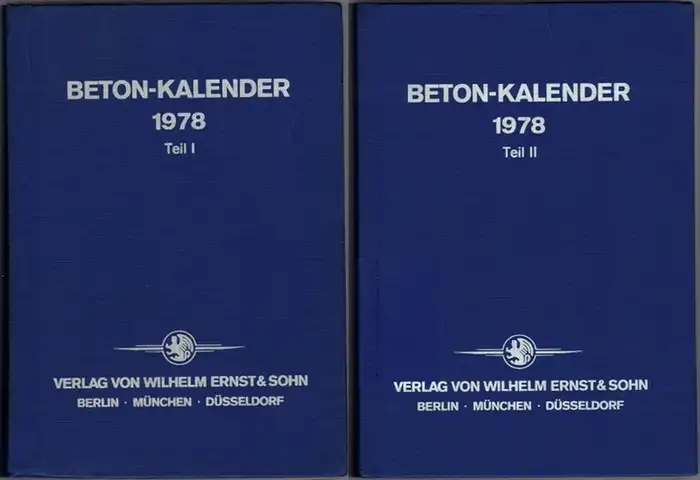 BETON-KALENDER
1978
Teil I
VERLAG VON WILHELM ERNST & SOHN
BERLIN · MÜNCHEN · DÜSSELDORF
BETON-KALENDER
1978
Teil II
VERLAG VON WILHELM ERNST & SOHN
BERLIN · MÜNCHEN · DÜSSELDORF